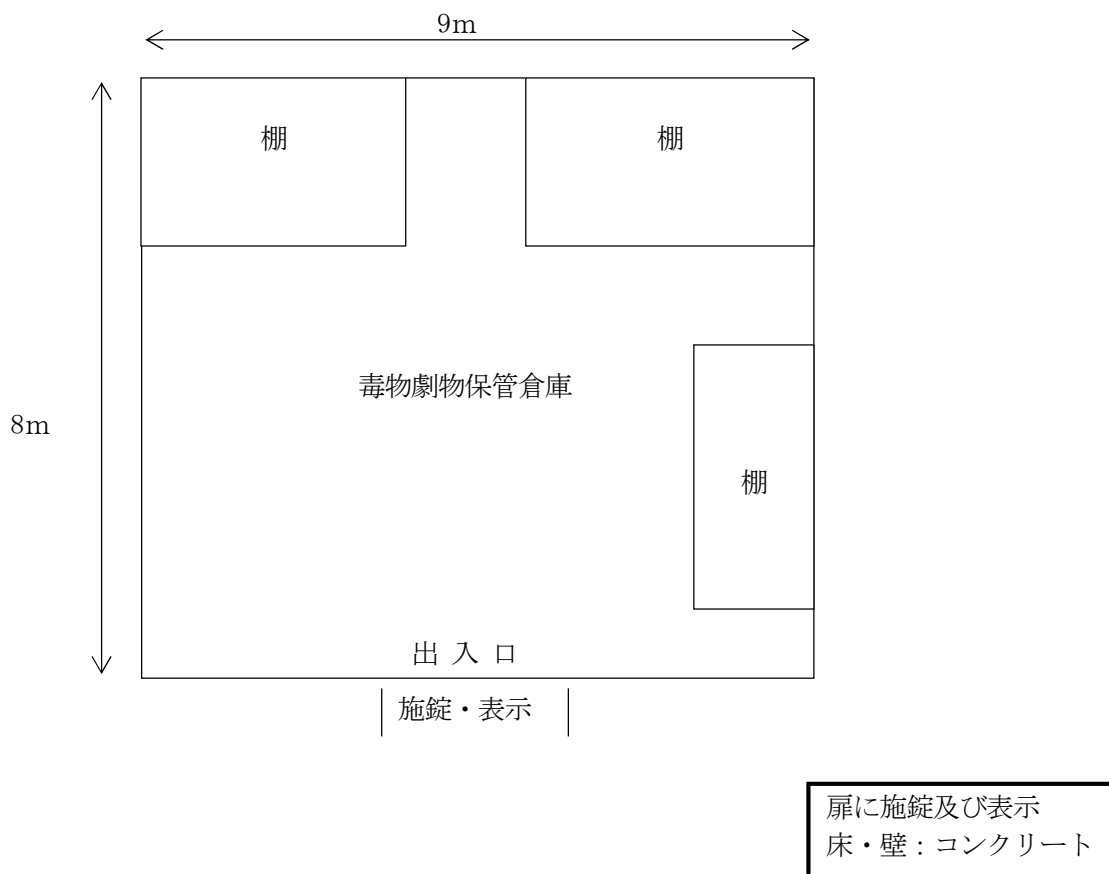 9m
棚
棚
毒物劇物保管倉庫
8m
棚
出 入 口
施錠・表示
扉に施錠及び表示
床・壁：コンクリート